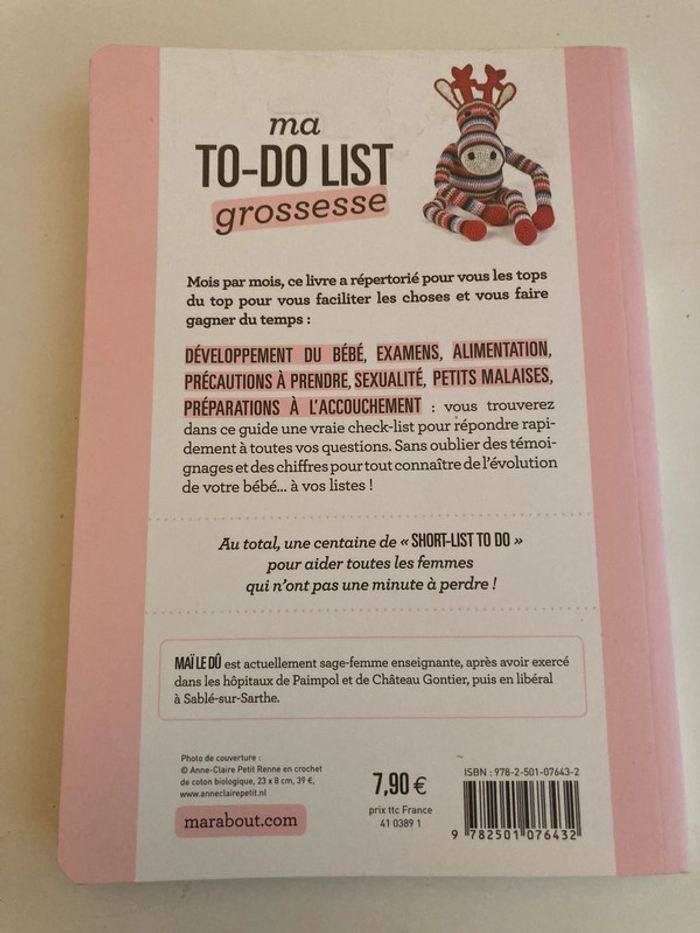 ma
TO-DO LIST
grossesse
Mois par mois, ce livre a répertorié pour vous les tops
du top pour vous faciliter les choses et vous faire
gagner du temps :
DÉVELOPPEMENT DU BÉBÉ, EXAMENS, ALIMENTATION,
PRÉCAUTIONS À PRENDRE, SEXUALITÉ, PETITS MALAISES,
PRÉPARATIONS À L'ACCOUCHEMENT : vous trouverez
dans ce guide une vraie check-list pour répondre rapi-
dement à toutes vos questions. Sans oublier des témoi-
gnages et des chiffres pour tout connaître de l'évolution
de votre bébé... à vos listes !
Au total, une centaine de « SHORT-LIST TO DO »
pour aider toutes les femmes
qui n'ont pas une minute à perdre !
MAÏ LE DÛ est actuellement sage-femme enseignante, après avoir exercé
dans les hôpitaux de Paimpol et de Château Gontier, puis en libéral
à Sablé-sur-Sarthe.
Photo de couverture :
© Anne-Claire Petit Renne en crochet
de coton biologique, 23 x 8 cm, 39 €,
www.anneclairepetit.nl
marabout.com
7,90 €
prix ttc France
41 0389 1
ISBN : 978-2-501-07643-2
9 782501 076432